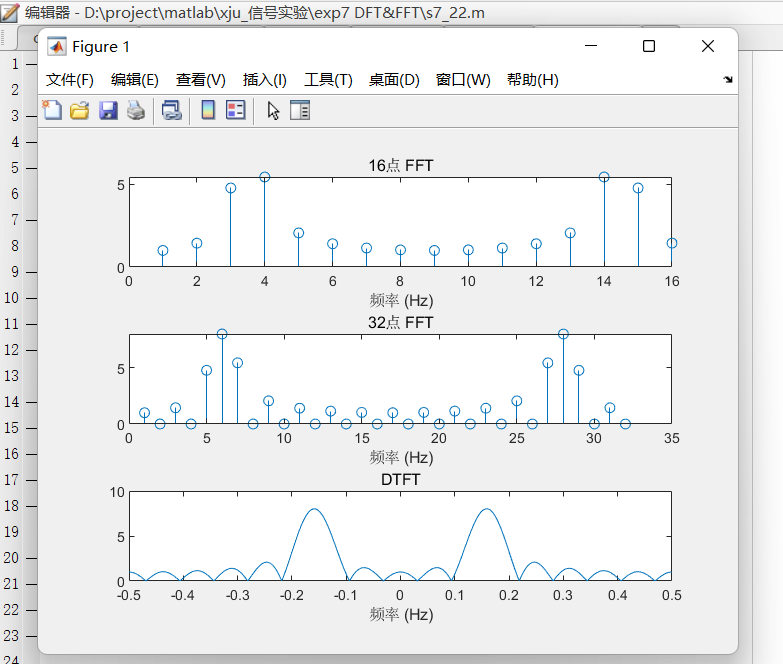 编辑器 - D:\project\matlab\xju_信号实验\exp7 DFT&FFT\s7_22.m
Figure 1
文件(F) 编辑(E) 查看(V) 插入(I) 工具(T) 桌面(D) 窗口(W) 帮助(H)
16点 FFT
5
0
0 2 4 6 8 10 12 14 16
频率 (Hz)
32点 FFT
5
0
0 5 10 15 20 25 30 35
频率 (Hz)
DTFT
10
5
0
-0.5 -0.4 -0.3 -0.2 -0.1 0 0.1 0.2 0.3 0.4 0.5
频率 (Hz)
1
2
3
4
5
6
7
8
9
10
11
12
13
14
15
16
17
18
19
20
21
22
23
24